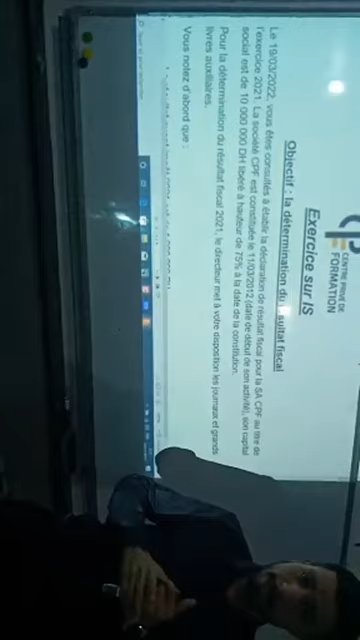 CENTRE PRIVÉ DE
FORMATION
Exercice sur IS
Objectif : la détermination du résultat fiscal
Le 19/03/2022, vous êtes consultés à établir la déclaration de résultat fiscal pour la SA CPF au titre de
l'exercice 2021. La société CPF est constituée le 11/03/2012 (date de début de son activité), son capital
social est de 10 000 000 DH libéré à hauteur de 75% à la date de la constitution.
Pour la détermination du résultat fiscal 2021, le directeur met à votre disposition les journaux et grands
livres auxiliaires.
Vous notez d'abord que :